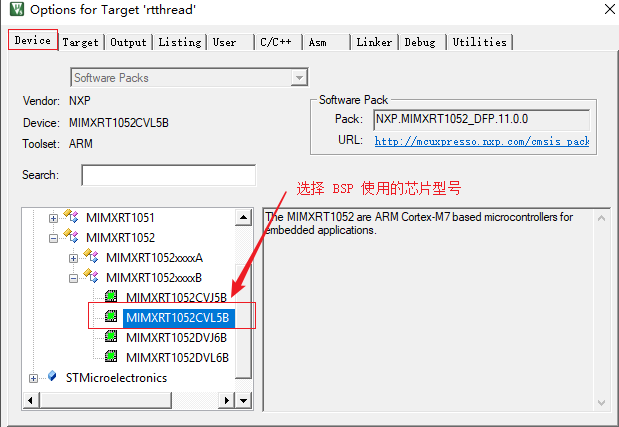 Options for Target 'rtthread'
Device Target Output Listing User C/C++ Asm Linker Debug Utilities
Software Packs
Vendor: NXP
Device: MIMXRT1052CVL5B
Toolset: ARM
Search:
Software Pack
Pack: NXP.MIMXRT1052_DFP.11.0.0
URL: http://mcuxpresso.nxp.com/cmsis_pack
选择 BSP 使用的芯片型号
MIMXRT1051
MIMXRT1052
MIMXRT1052xxxxA
MIMXRT1052xxxxB
MIMXRT1052CVJ5B
MIMXRT1052CVL5B
MIMXRT1052DVJ6B
MIMXRT1052DVL6B
STMicroelectronics
The MIMXRT1052 are ARM Cortex-M7 based microcontrollers for
embedded applications.